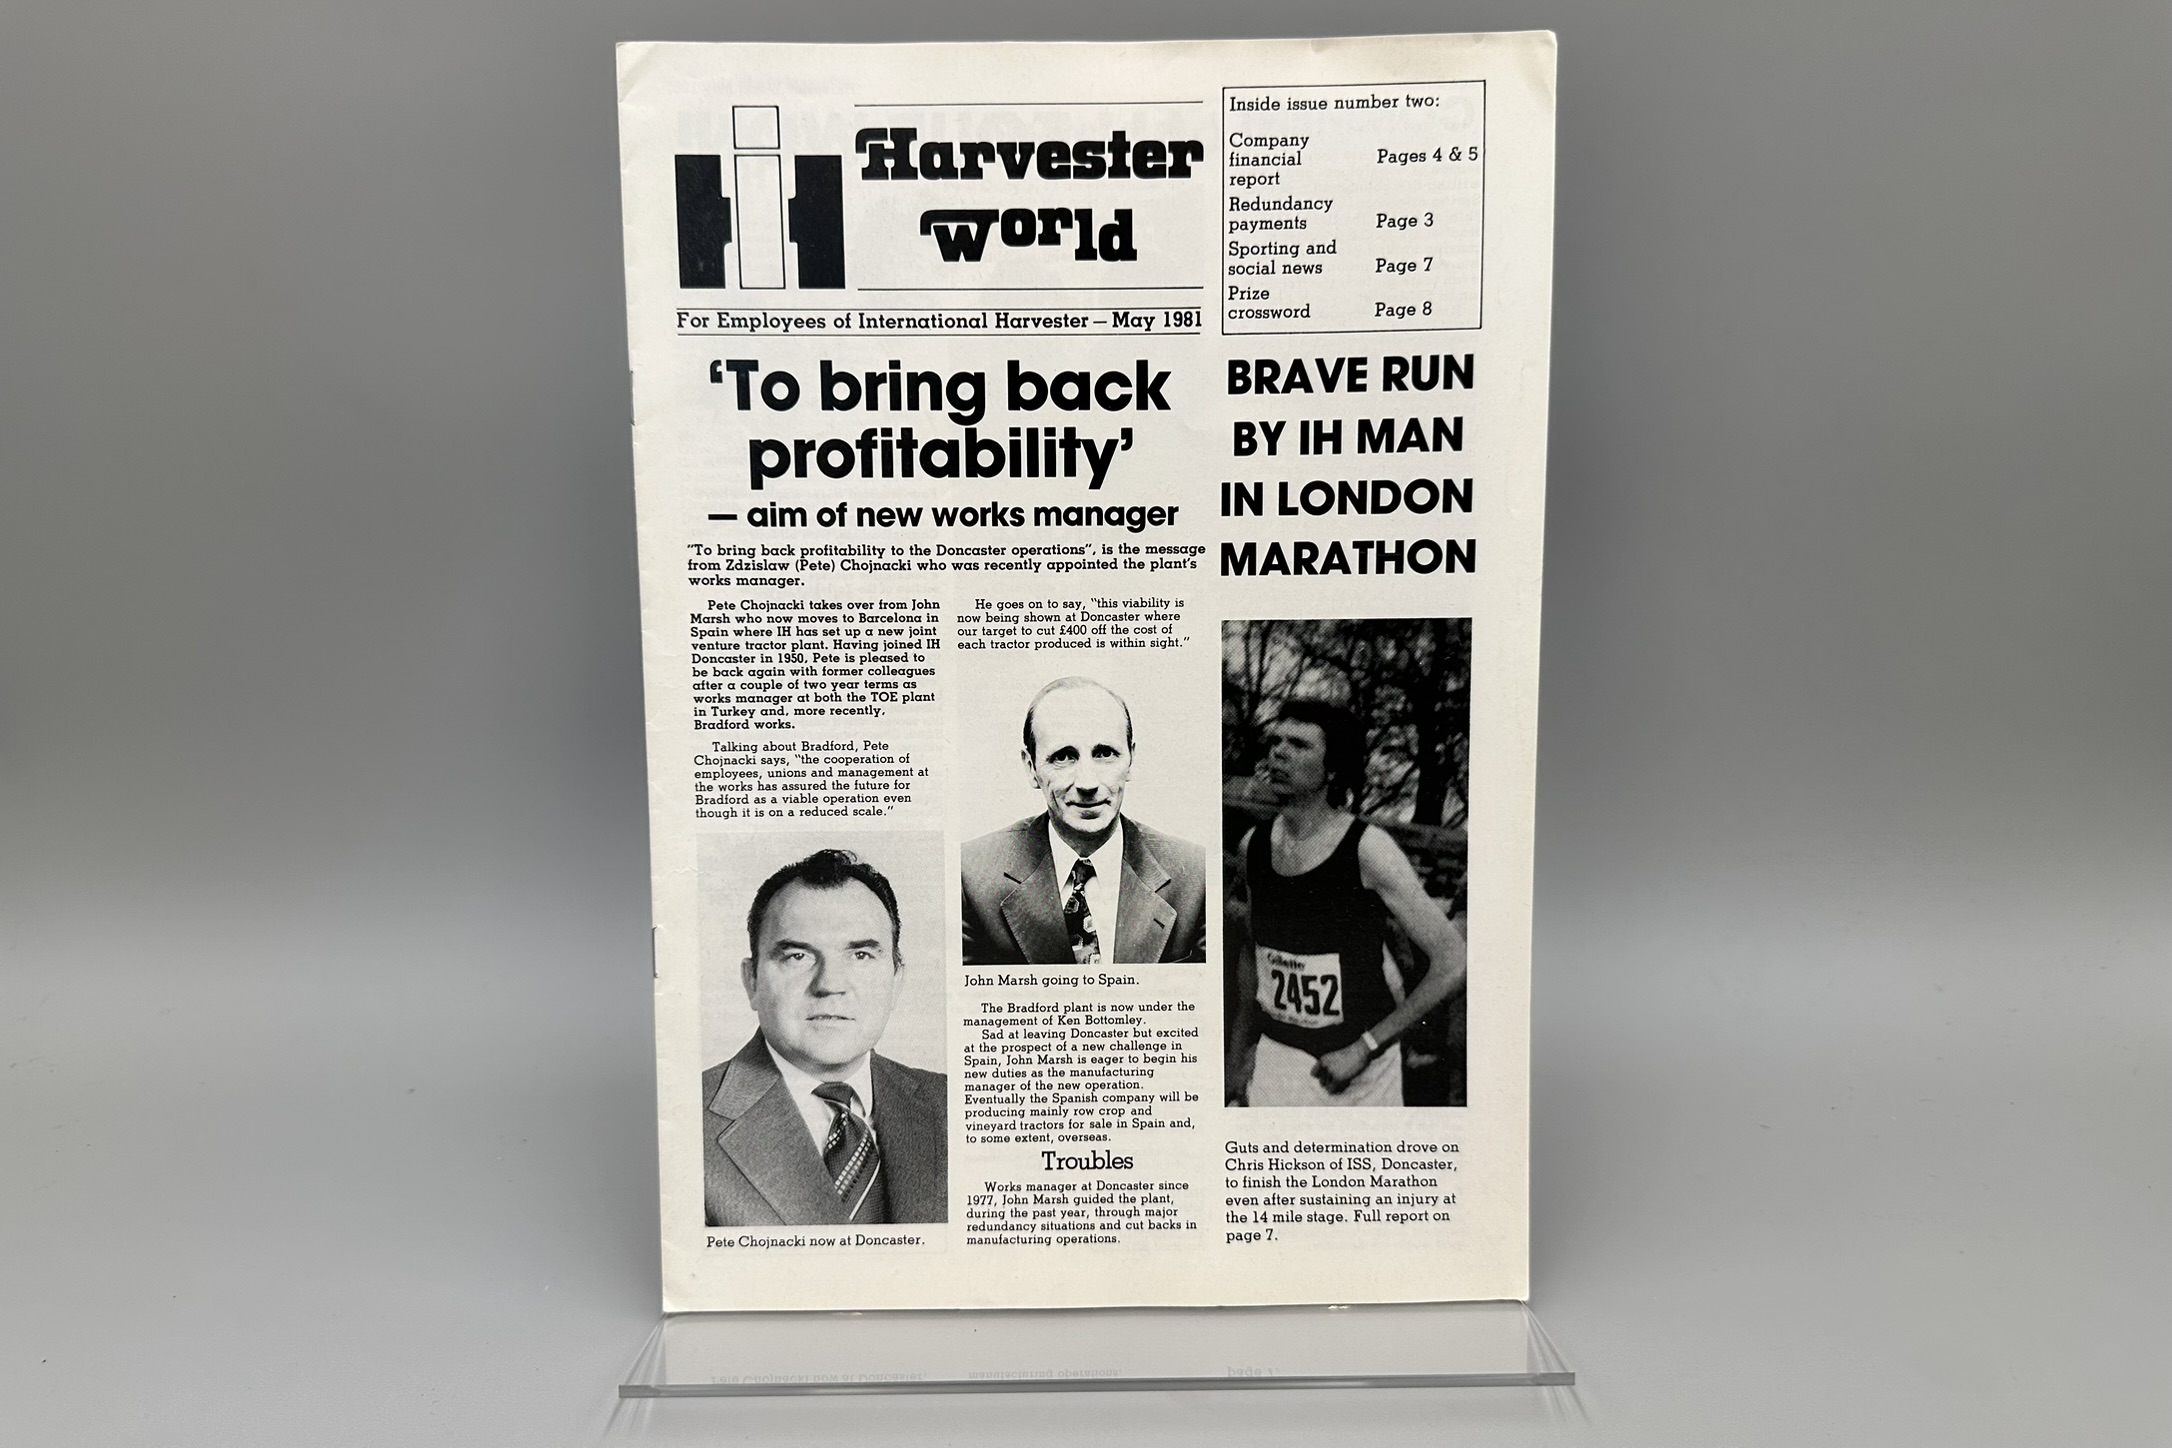 Harvester
World
For Employees of International Harvester – May 1981
Inside issue number two:
Company
financial
report Pages 4 & 5
Redundancy
payments Page 3
Sporting and
social news Page 7
Prize
crossword Page 8
‘To bring back
profitability’
— aim of new works manager
"To bring back profitability to the Doncaster operations", is the message
from Zdzislaw (Pete) Chojnacki who was recently appointed the plant's
works manager.
Pete Chojnacki takes over from John
Marsh who now moves to Barcelona in
Spain where IH has set up a new joint
venture tractor plant. Having joined IH
Doncaster in 1950, Pete is pleased to
be back again with former colleagues
after a couple of two year terms as
works manager at both the TOE plant
in Turkey and, more recently,
Bradford works.
Talking about Bradford, Pete
Chojnacki says, "the cooperation of
employees, unions and management at
the works has assured the future for
Bradford as a viable operation even
though it is on a reduced scale."
Pete Chojnacki now at Doncaster.
He goes on to say, "this viability is
now being shown at Doncaster where
our target to cut £400 off the cost of
each tractor produced is within sight."
John Marsh going to Spain.
The Bradford plant is now under the
management of Ken Bottomley.
Sad at leaving Doncaster but excited
at the prospect of a new challenge in
Spain, John Marsh is eager to begin his
new duties as the manufacturing
manager of the new operation.
Eventually the Spanish company will be
producing mainly row crop and
vineyard tractors for sale in Spain and,
to some extent, overseas.
Troubles
Works manager at Doncaster since
1977, John Marsh guided the plant,
during the past year, through major
redundancy situations and cut backs in
manufacturing operations.
BRAVE RUN
BY IH MAN
IN LONDON
MARATHON
Gillette
2452
Guts and determination drove on
Chris Hickson of ISS, Doncaster,
to finish the London Marathon
even after sustaining an injury at
the 14 mile stage. Full report on
page 7.